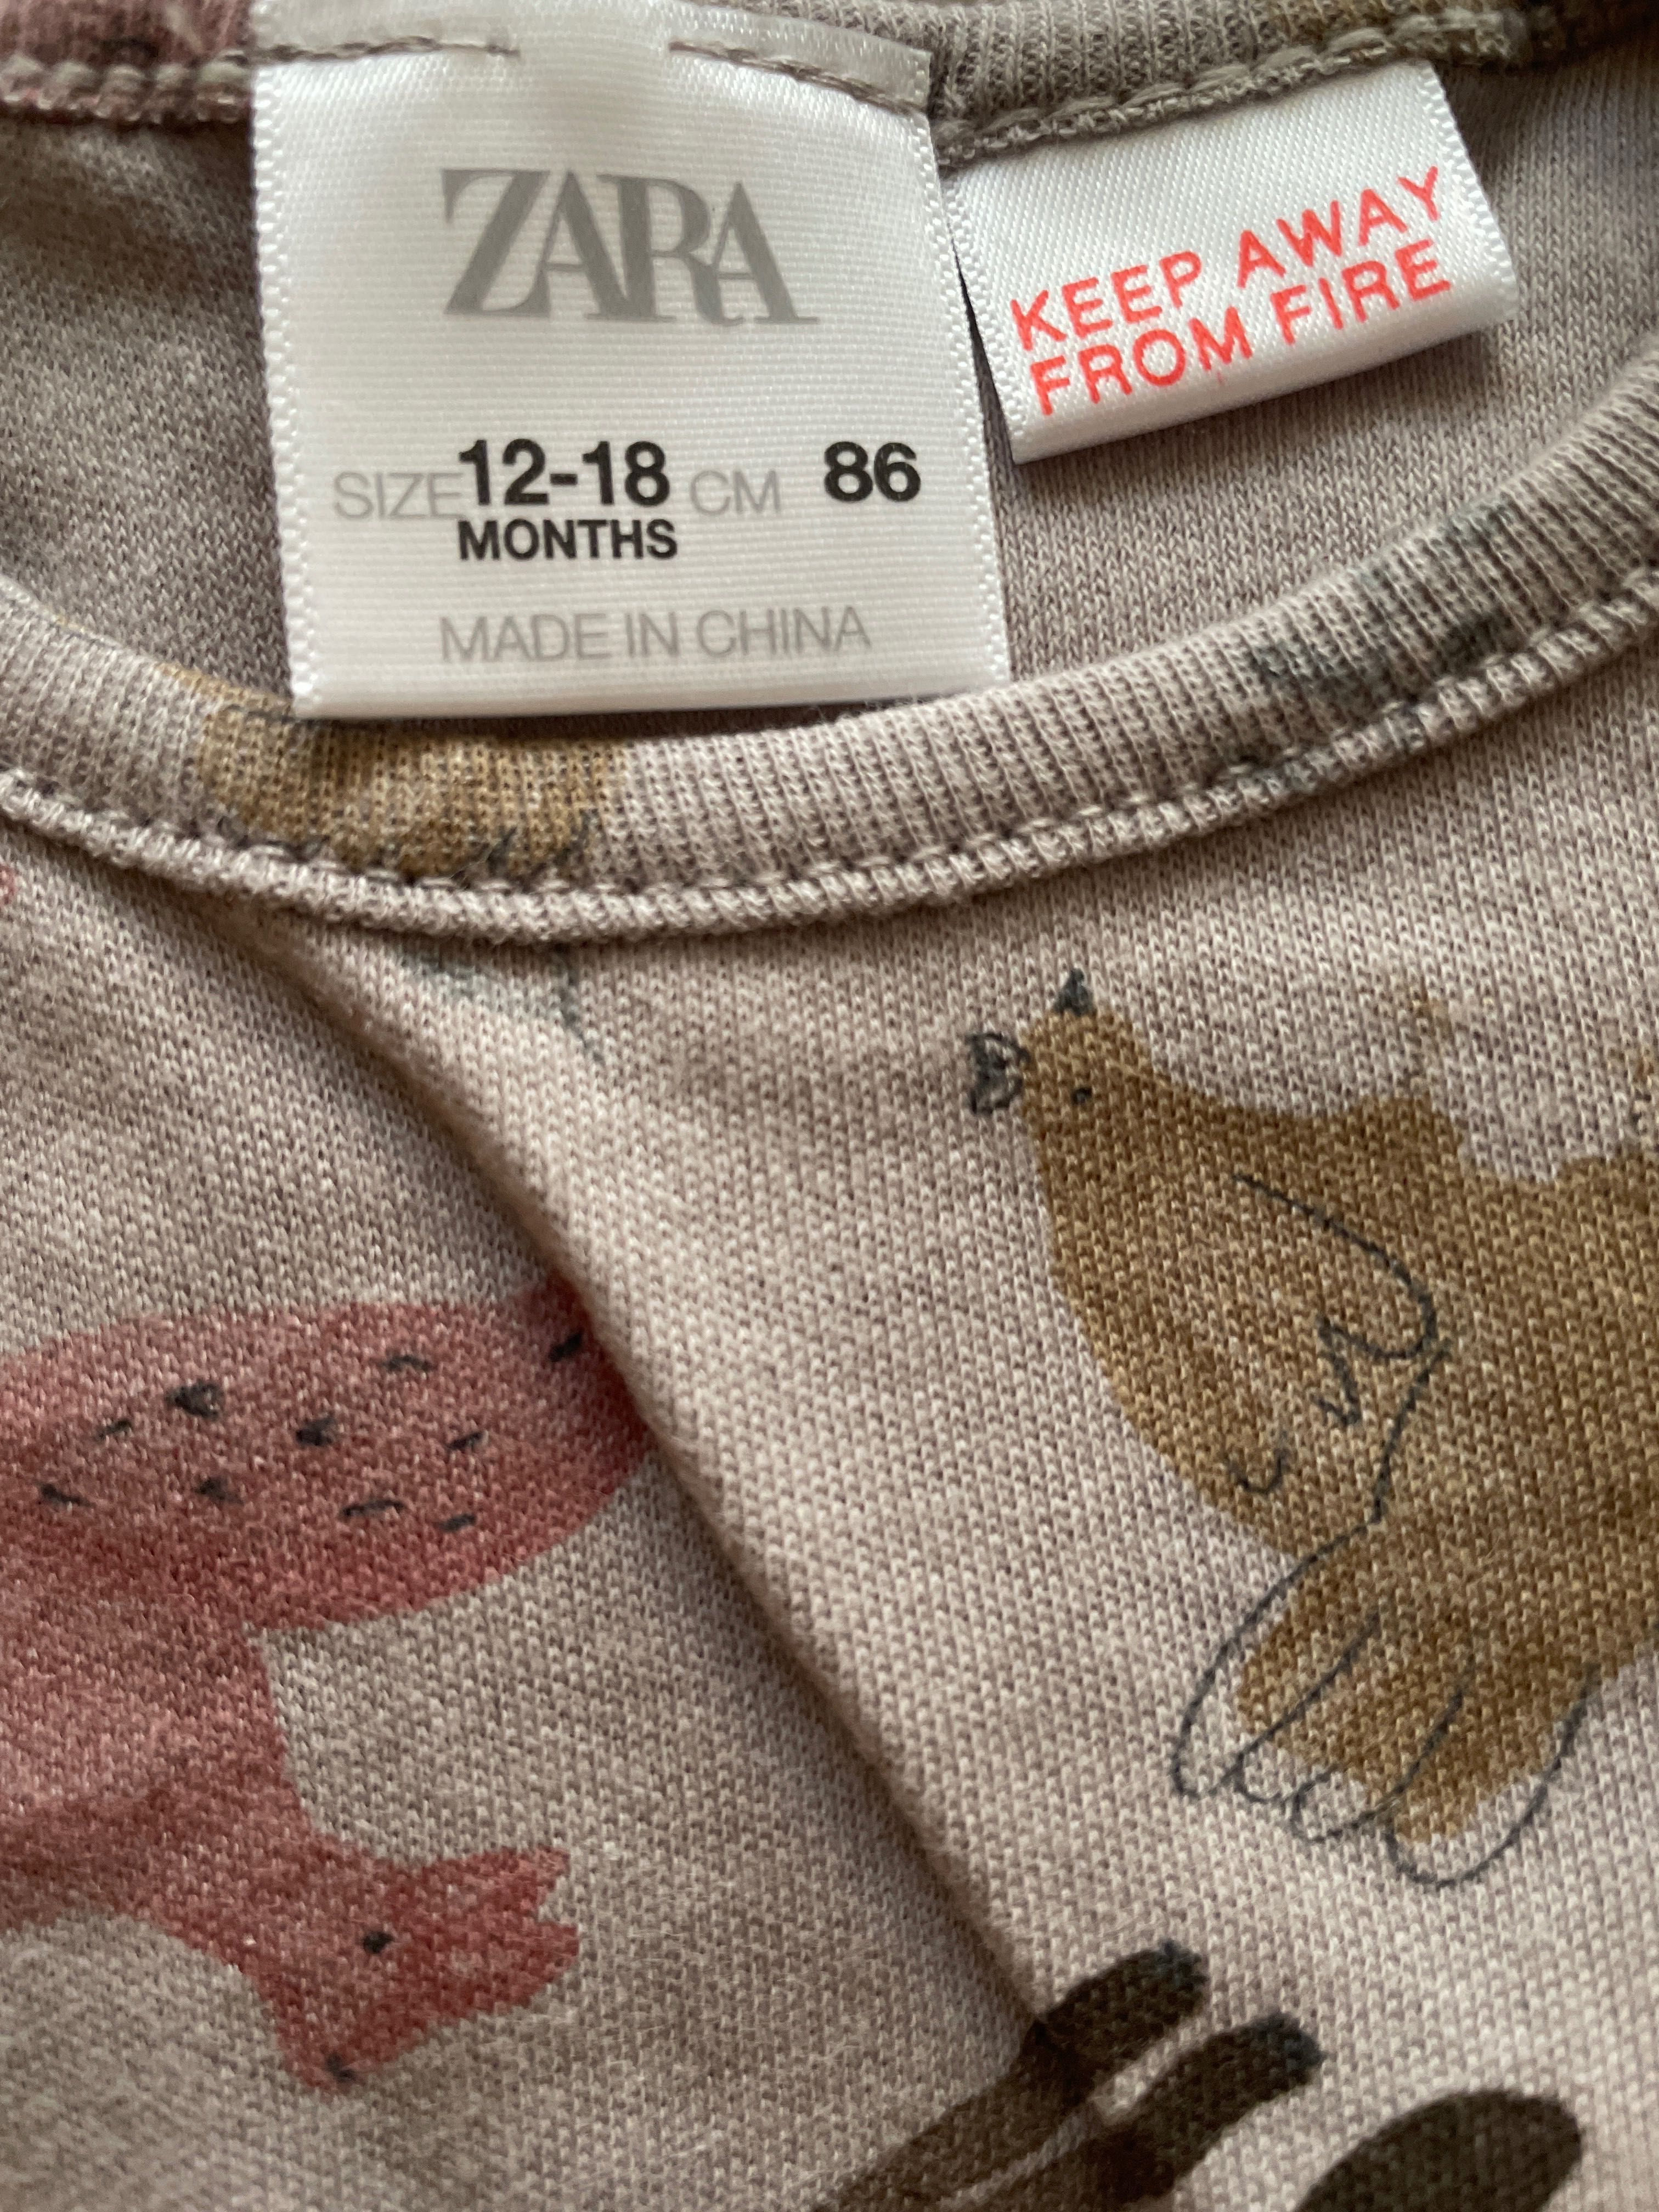 ZARA
KEEP AWAY
FROM FIRE
SIZE 12-18 CM 86
MONTHS
MADE IN CHINA